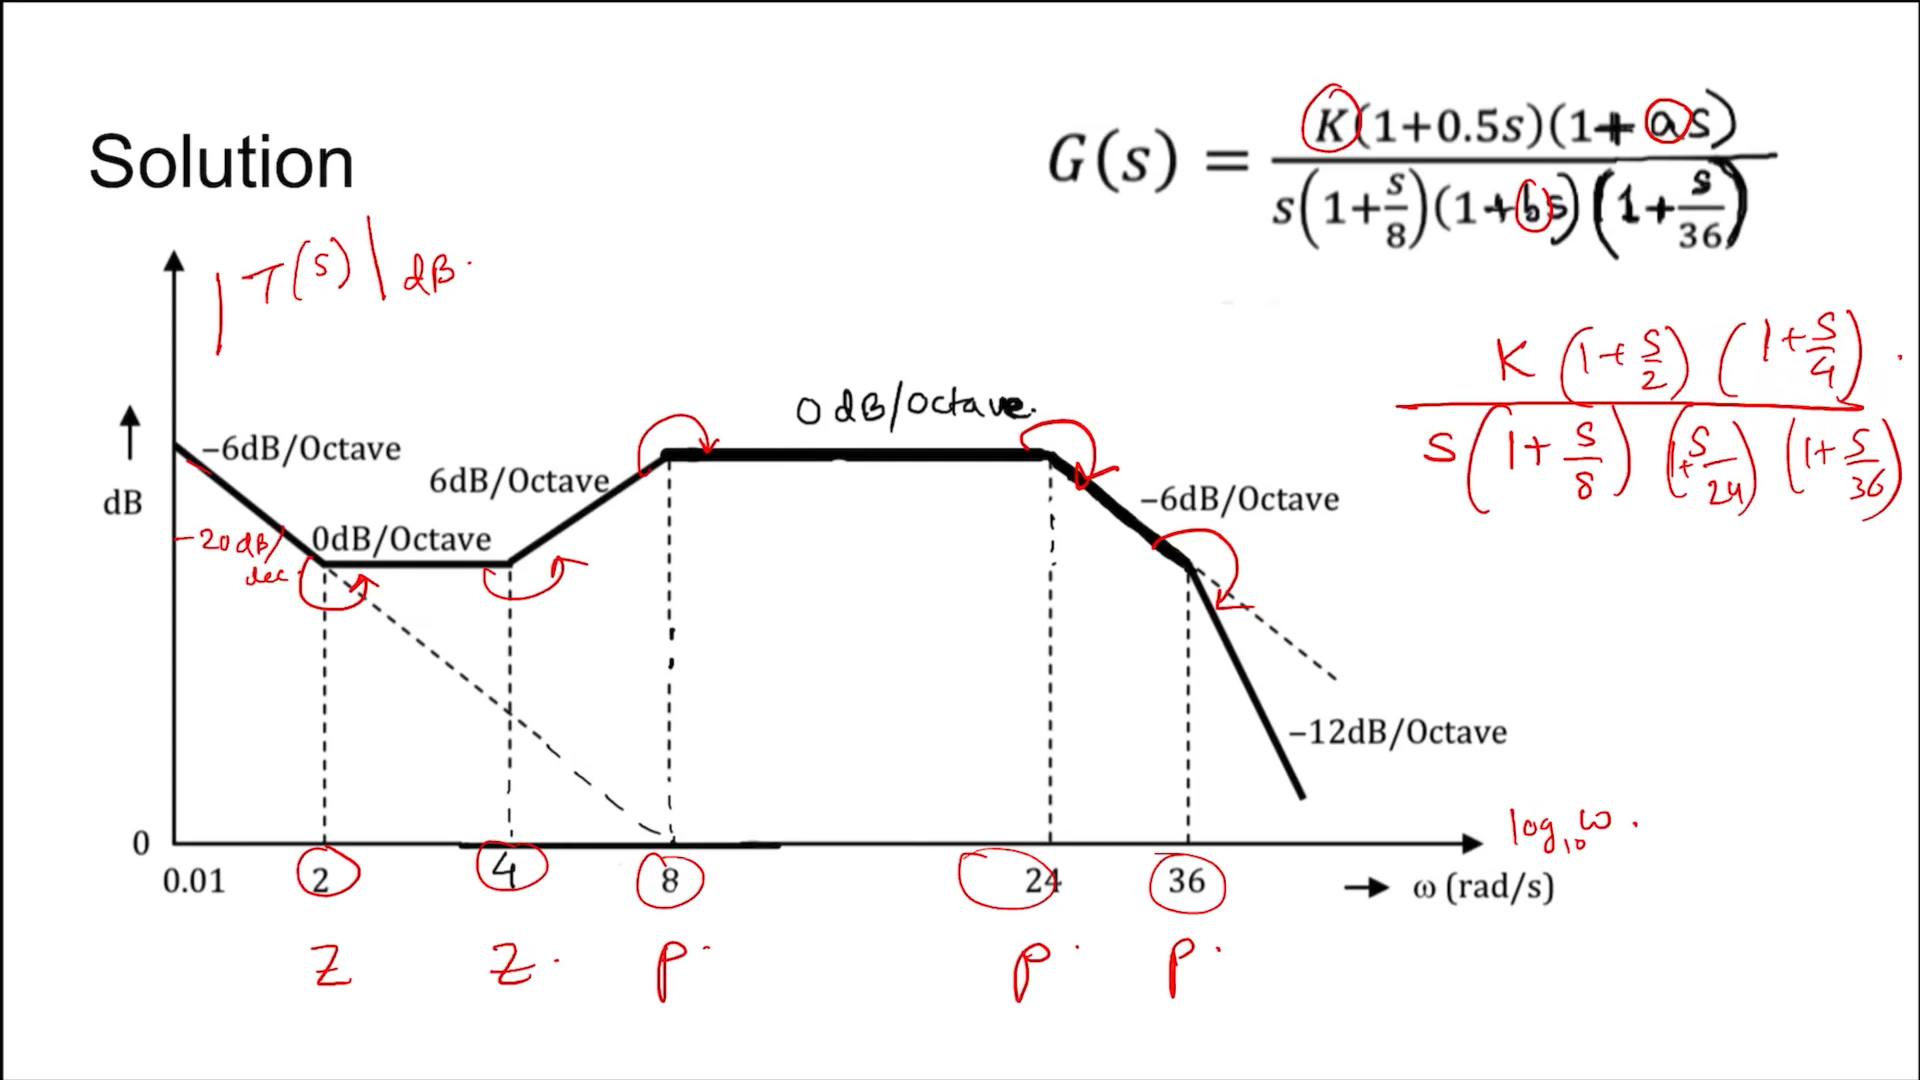 Solution
G(s) = K(1+0.5s)(1+as) / s(1+s/8)(1+bs)(1+s/36)
|T(s)|dB.
K(1+s/2)(1+s/4). / s(1+s/8)(1+s/24)(1+s/36)
0 dB/Octave.
−6dB/Octave
6dB/Octave
dB
−6dB/Octave
−20dB/dec.
0dB/Octave
−12dB/Octave
log₁₀ω.
0
0.01 2 4 8 24 36 ω (rad/s)
Z Z. P. P. P.